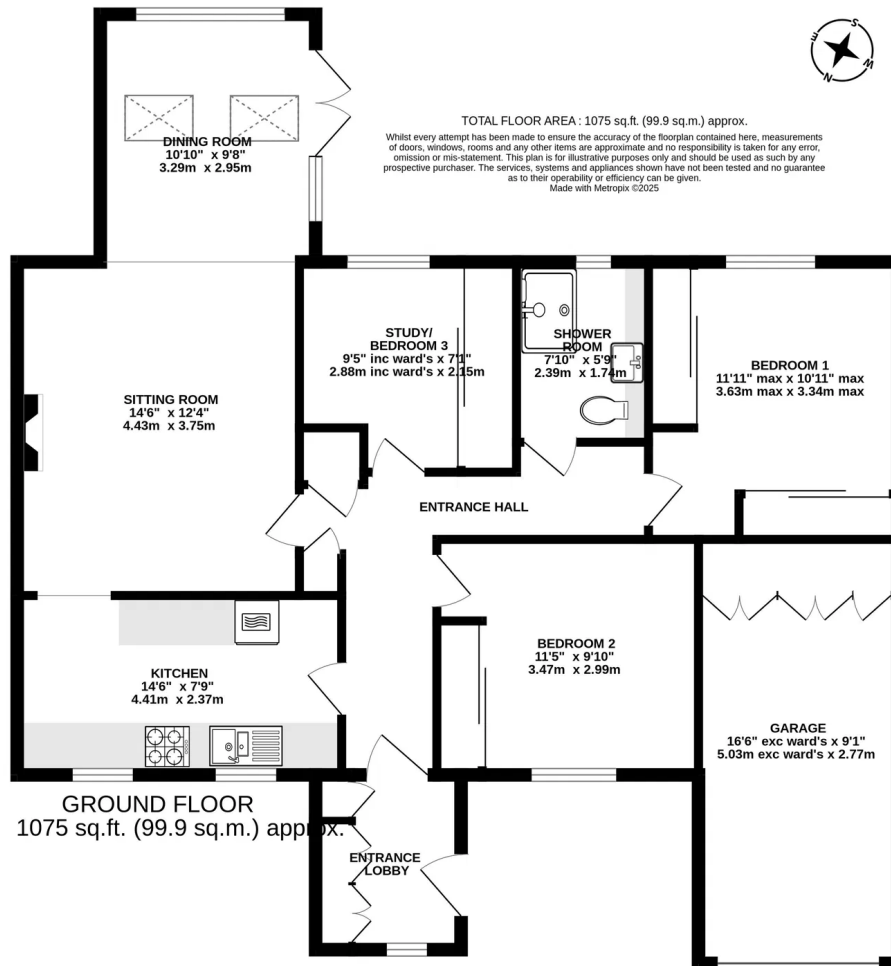 S
E
W
N
TOTAL FLOOR AREA : 1075 sq.ft. (99.9 sq.m.) approx.
Whilst every attempt has been made to ensure the accuracy of the floorplan contained here, measurements
of doors, windows, rooms and any other items are approximate and no responsibility is taken for any error,
omission or mis-statement. This plan is for illustrative purposes only and should be used as such by any
prospective purchaser. The services, systems and appliances shown have not been tested and no guarantee
as to their operability or efficiency can be given.
Made with Metropix ©2025
DINING ROOM
10'10" x 9'8"
3.29m x 2.95m
STUDY/
BEDROOM 3
9'5" inc ward's x 7'1"
2.88m inc ward's x 2.15m
SHOWER
ROOM
7'10" x 5'9"
2.39m x 1.74m
BEDROOM 1
11'11" max x 10'11" max
3.63m max x 3.34m max
SITTING ROOM
14'6" x 12'4"
4.43m x 3.75m
ENTRANCE HALL
BEDROOM 2
11'5" x 9'10"
3.47m x 2.99m
KITCHEN
14'6" x 7'9"
4.41m x 2.37m
GARAGE
16'6" exc ward's x 9'1"
5.03m exc ward's x 2.77m
GROUND FLOOR
1075 sq.ft. (99.9 sq.m.) approx.
ENTRANCE
LOBBY